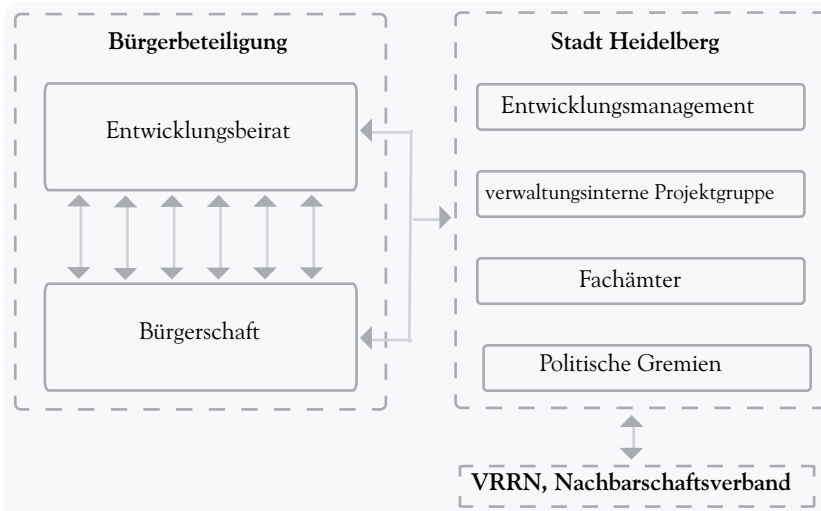 Bürgerbeteiligung
Entwicklungsbeirat
Bürgerschaft
Stadt Heidelberg
Entwicklungsmanagement
verwaltungsinterne Projektgruppe
Fachämter
Politische Gremien
VRRN, Nachbarschaftsverband